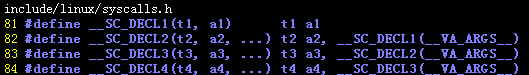 include/linux/syscalls.h
81 #define __SC_DECL1(t1, a1) t1 a1
82 #define __SC_DECL2(t2, a2, ...) t2 a2, __SC_DECL1(__VA_ARGS__)
83 #define __SC_DECL3(t3, a3, ...) t3 a3, __SC_DECL2(__VA_ARGS__)
84 #define __SC_DECL4(t4, a4, ...) t4 a4, __SC_DECL3(__VA_ARGS__)